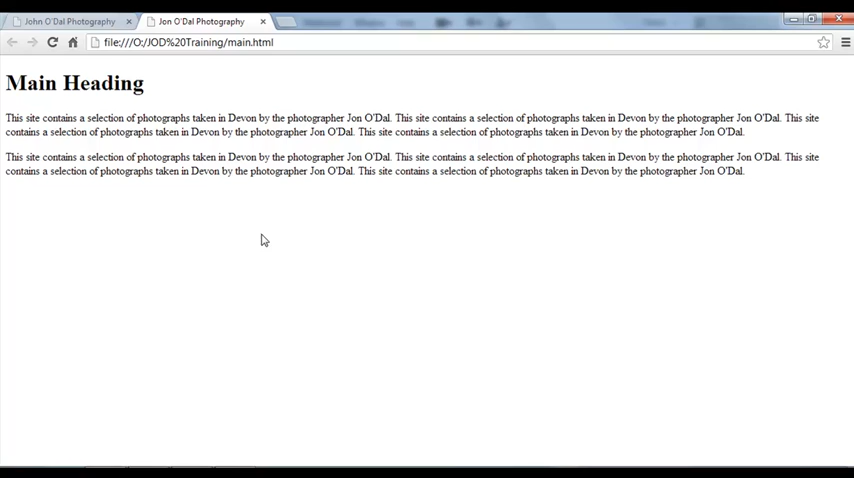 John O'Dal Photography
Jon O'Dal Photography
file:///O:/JOD%20Training/main.html
Main Heading
This site contains a selection of photographs taken in Devon by the photographer Jon O'Dal. This site contains a selection of photographs taken in Devon by the photographer Jon O'Dal. This site
contains a selection of photographs taken in Devon by the photographer Jon O'Dal. This site contains a selection of photographs taken in Devon by the photographer Jon O'Dal.
This site contains a selection of photographs taken in Devon by the photographer Jon O'Dal. This site contains a selection of photographs taken in Devon by the photographer Jon O'Dal. This site
contains a selection of photographs taken in Devon by the photographer Jon O'Dal. This site contains a selection of photographs taken in Devon by the photographer Jon O'Dal.